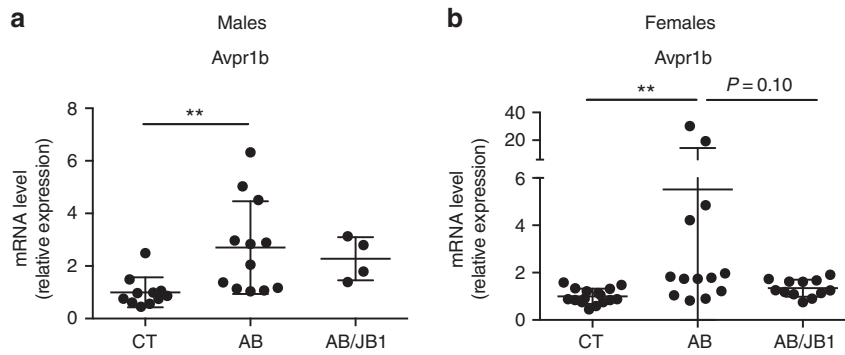 a
Males
Avpr1b
**
mRNA level
(relative expression)
8
6
4
2
0
CT
AB
AB/JB1
b
Females
Avpr1b
**
P = 0.10
mRNA level
(relative expression)
40
20
6
4
2
0
CT
AB
AB/JB1